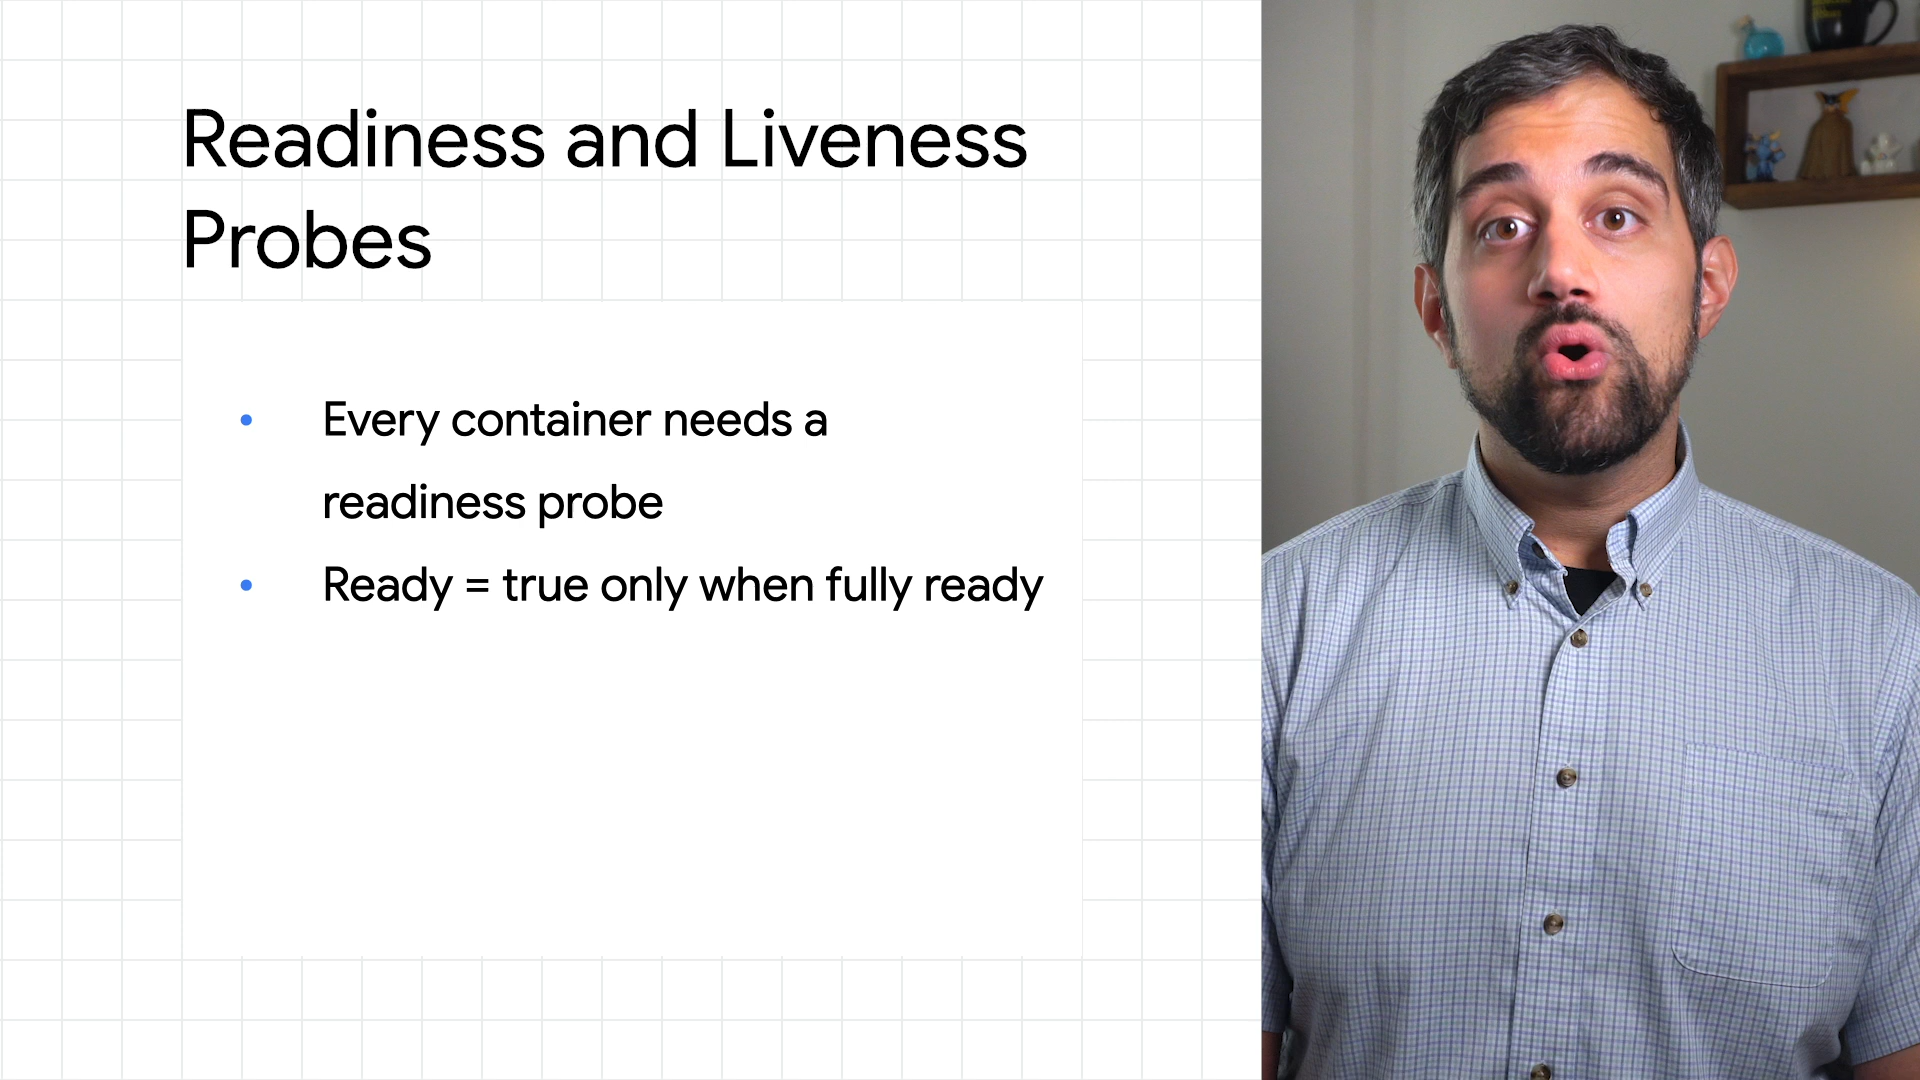 Readiness and Liveness
Probes
• Every container needs a
readiness probe
• Ready = true only when fully ready